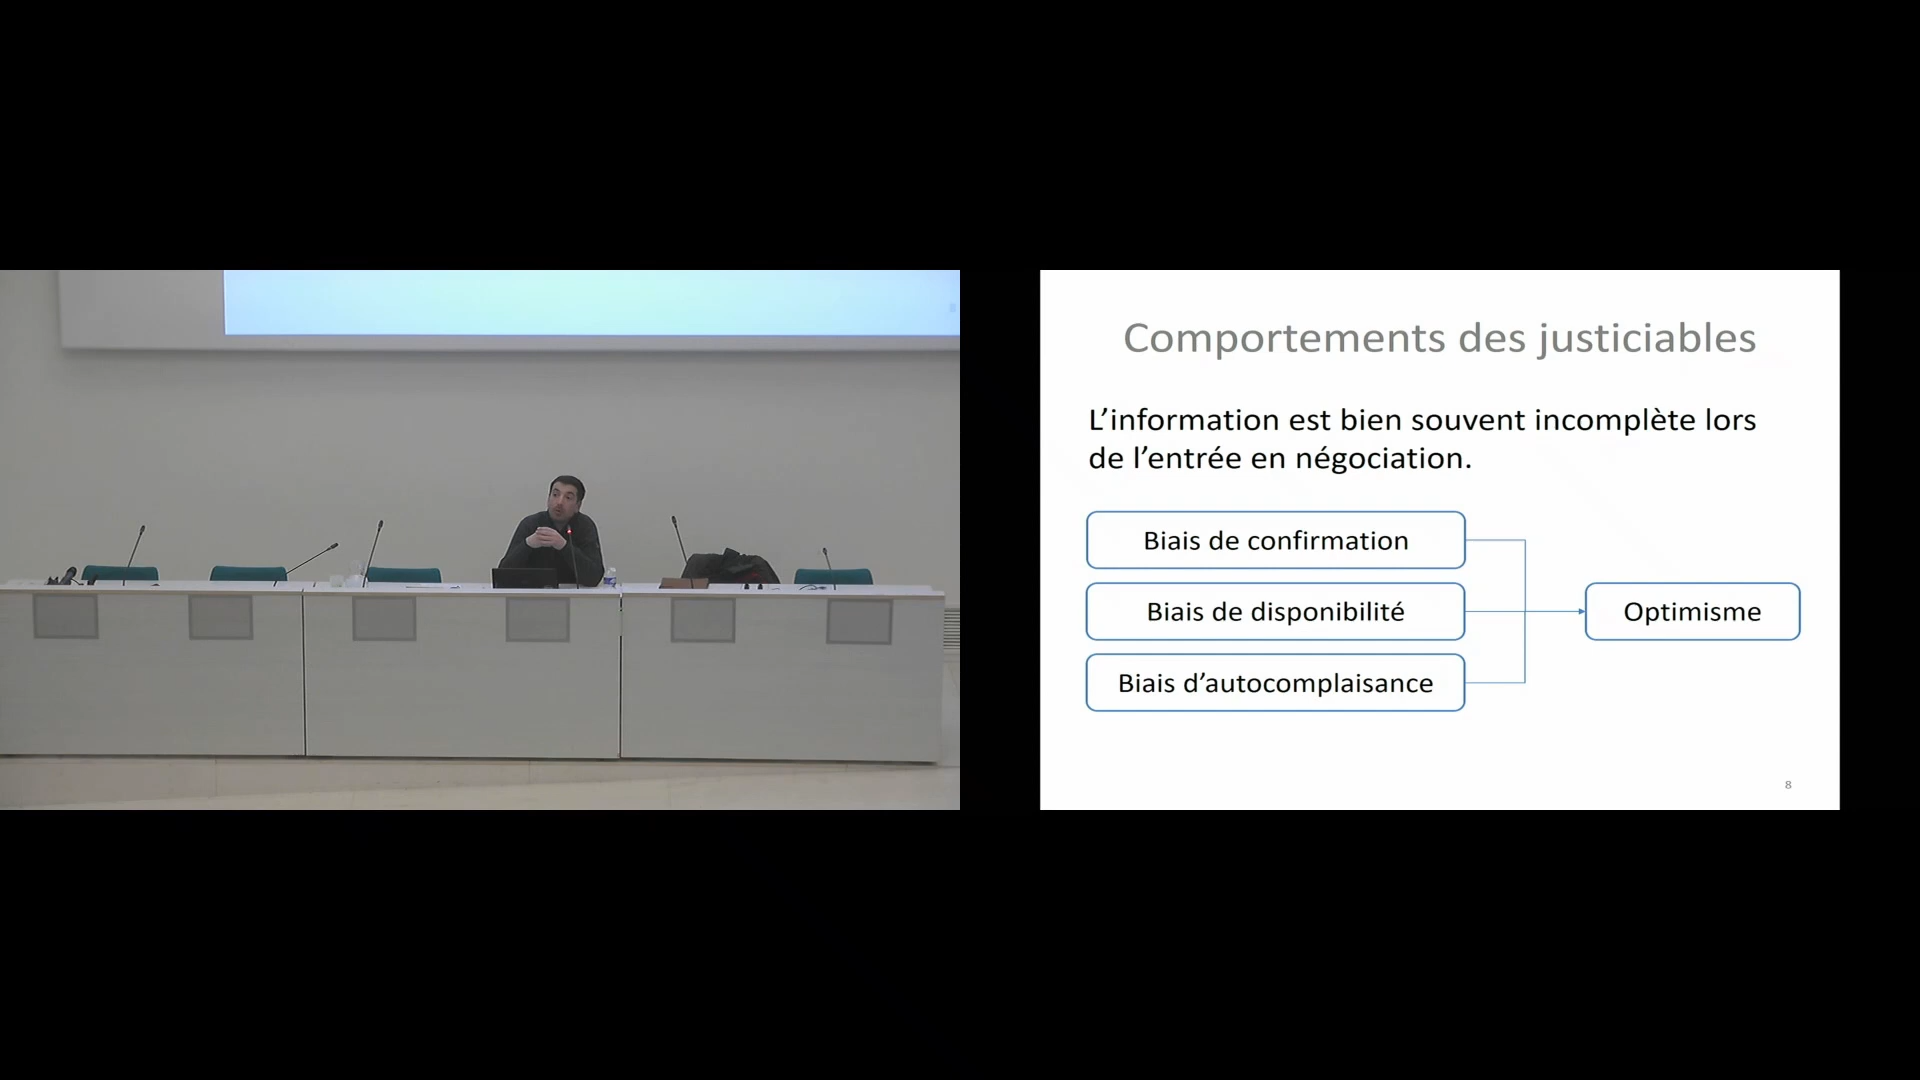 Comportements des justiciables
L’information est bien souvent incomplète lors
de l’entrée en négociation.
Biais de confirmation
Biais de disponibilité
Optimisme
Biais d’autocomplaisance
8